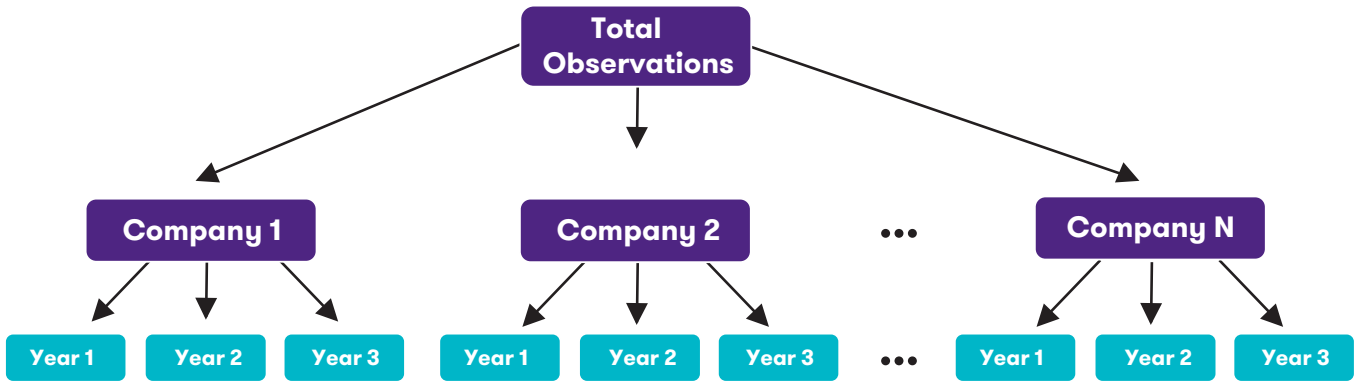 Total
Observations
Company 1
Company 2
...
Company N
Year 1
Year 2
Year 3
Year 1
Year 2
Year 3
...
Year 1
Year 2
Year 3